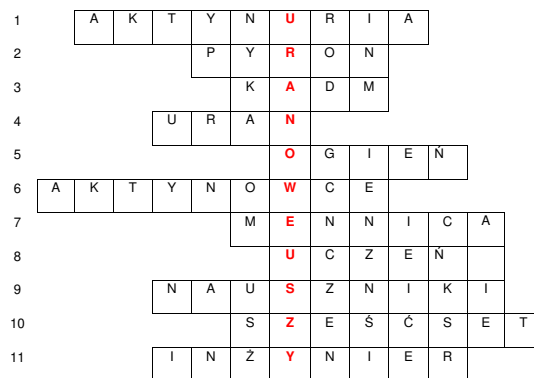 1 AKTYNURIA
2 PYRON
3 KADM
4 URAN
5 OGIEŃ
6 AKTYNOWCE
7 MENNICA
8 UCZEŃ
9 NAUSZNIKI
10 SZEŚĆSET
11 INŻYNIER